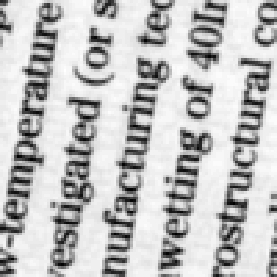 w-temperature
vestigated (or s
nufacturing tec
wetting of 40In
rostructural co